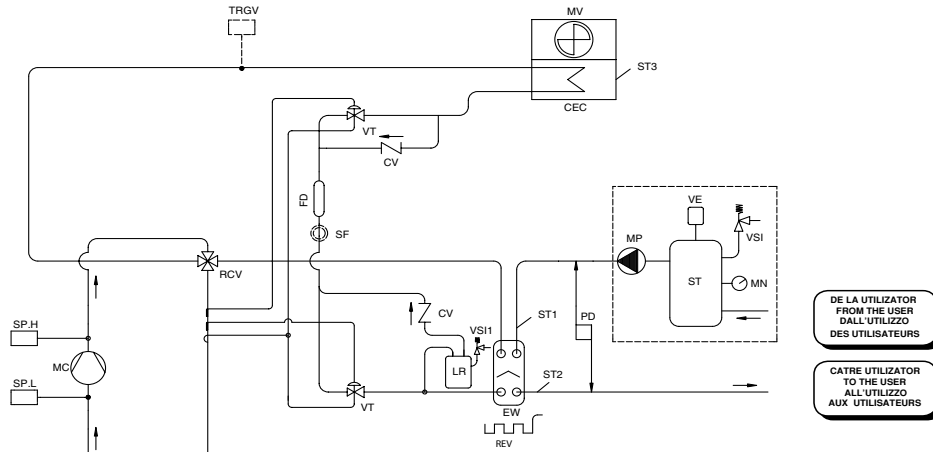 TRGV
MV
ST3
CEC
VT
CV
FD
SF
VE
MP
VSI
ST
MN
RCV
SP.H
CV
ST1
PD
VSI1
MC
LR
SP.L
ST2
VT
EW
REV
DE LA UTILIZATOR
FROM THE USER
DALL'UTILIZZO
DES UTILISATEURS
CATRE UTILIZATOR
TO THE USER
ALL'UTILIZZO
AUX UTILISATEURS